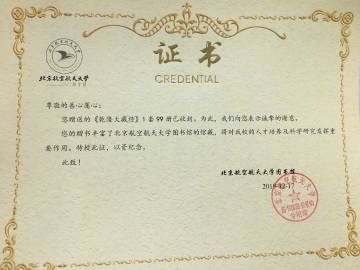 北京航空航天大学
证书
CREDENTIAL
尊敬的善心莲心：
您赠送的《乾隆大藏经》1套99册已收到。为此，我们向您表示诚挚的谢意。
您的赠书丰富了北京航空航天大学图书馆的馆藏，将对我校的人才培养及科学研究发挥重
要作用。特授此证，以资纪念。
此致！
北京航空航天大学图书馆
2019-12-17